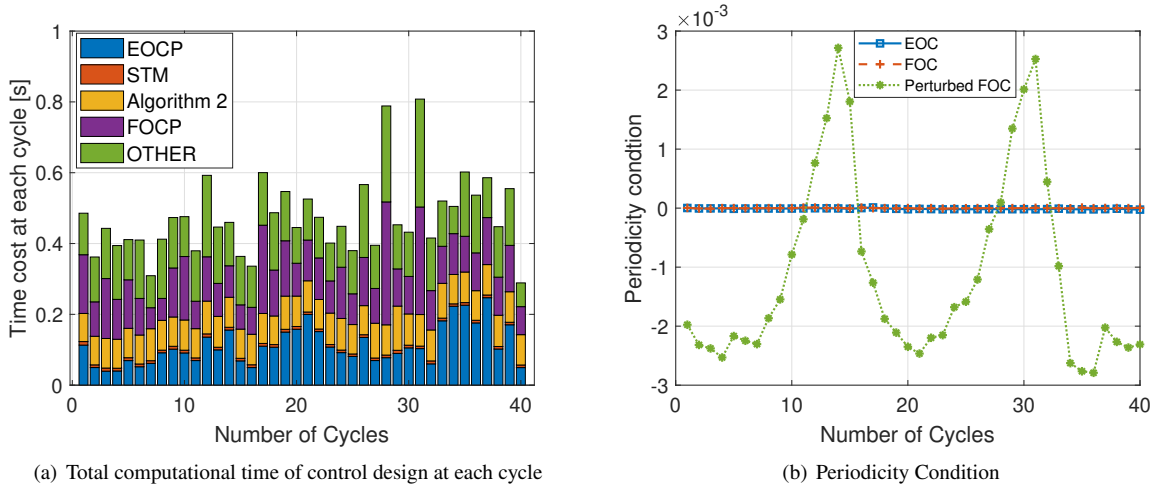 1
0.8
0.6
0.4
0.2
0
Time cost at each cycle [s]
EOCP
STM
Algorithm 2
FOCP
OTHER
0 10 20 30 40
Number of Cycles
(a) Total computational time of control design at each cycle
×10⁻³
3
2
1
0
-1
-2
-3
Periodicity condtion
EOC
FOC
Perturbed FOC
0 10 20 30 40
Number of Cycles
(b) Periodicity Condition